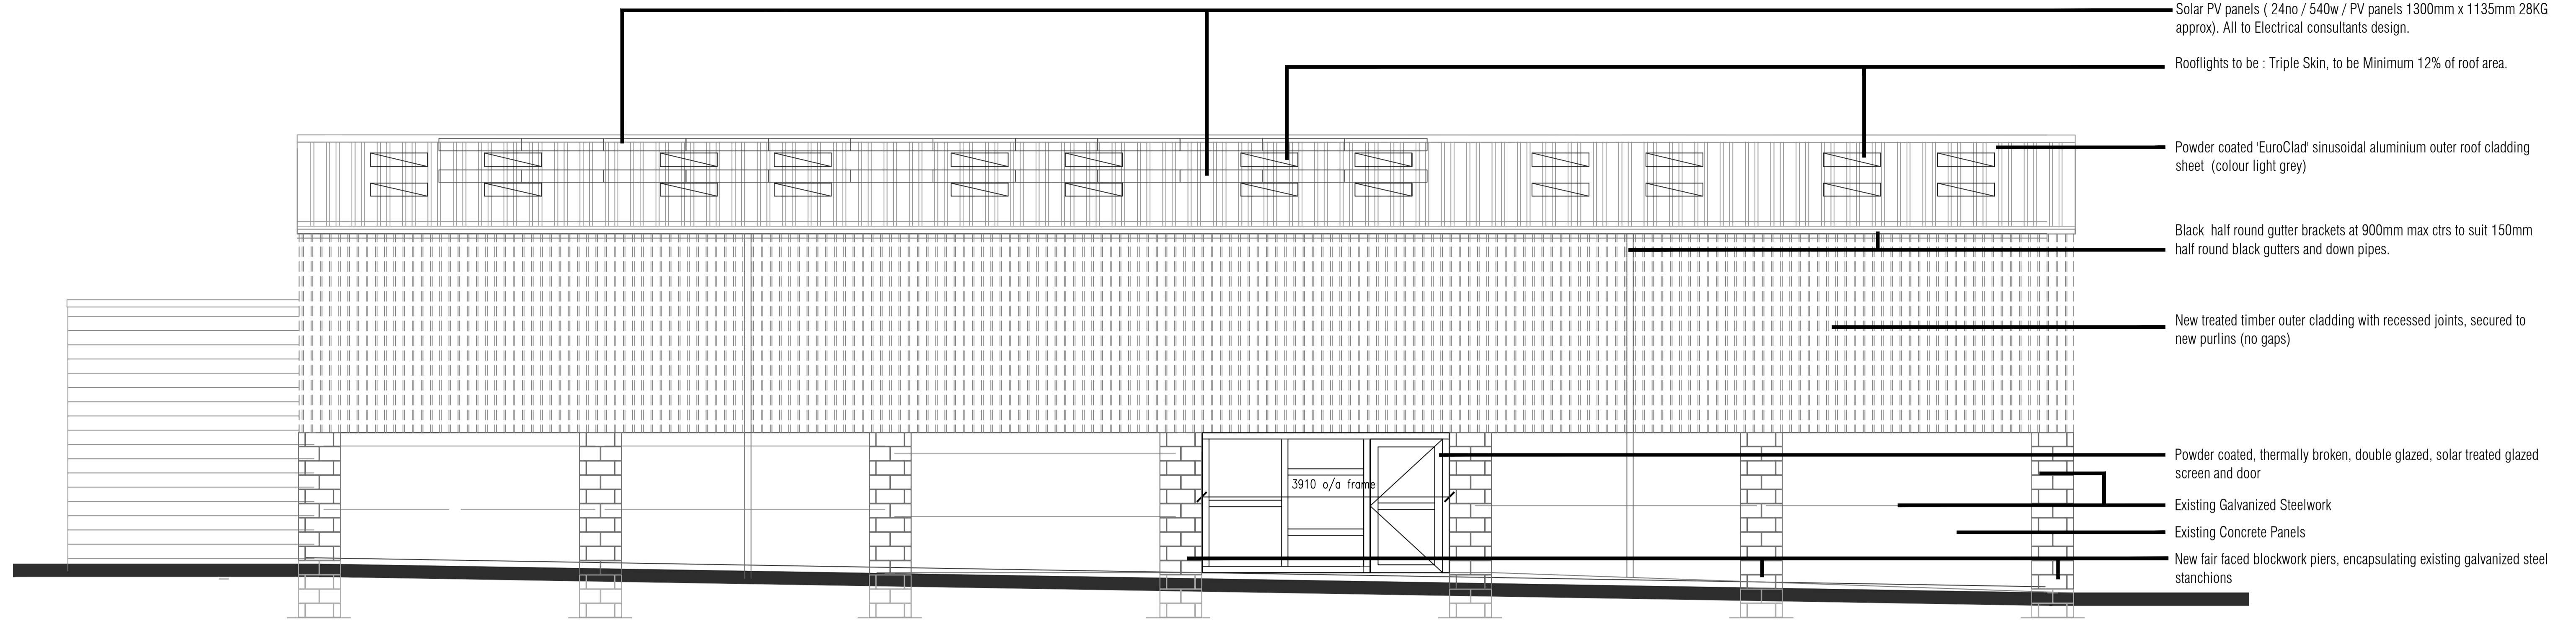 Solar PV panels ( 24no / 540w / PV panels 1300mm x 1135mm 28KG
approx). All to Electrical consultants design.
Rooflights to be : Triple Skin, to be Minimum 12% of roof area.
Powder coated 'EuroClad' sinusoidal aluminium outer roof cladding
sheet (colour light grey)
Black half round gutter brackets at 900mm max ctrs to suit 150mm
half round black gutters and down pipes.
New treated timber outer cladding with recessed joints, secured to
new purlins (no gaps)
Powder coated, thermally broken, double glazed, solar treated glazed
screen and door
3910 o/a frame
Existing Galvanized Steelwork
Existing Concrete Panels
New fair faced blockwork piers, encapsulating existing galvanized steel
stanchions